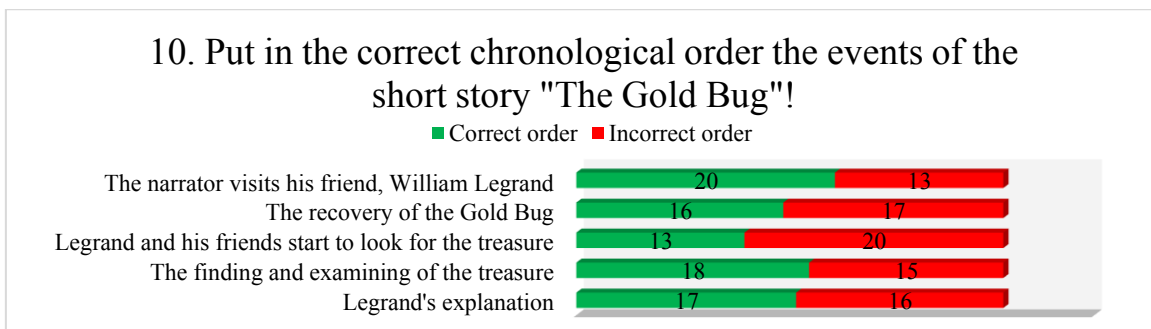 10. Put in the correct chronological order the events of the
short story "The Gold Bug"!
Correct order Incorrect order
The narrator visits his friend, William Legrand 20 13
The recovery of the Gold Bug 16 17
Legrand and his friends start to look for the treasure 13 20
The finding and examining of the treasure 18 15
Legrand's explanation 17 16